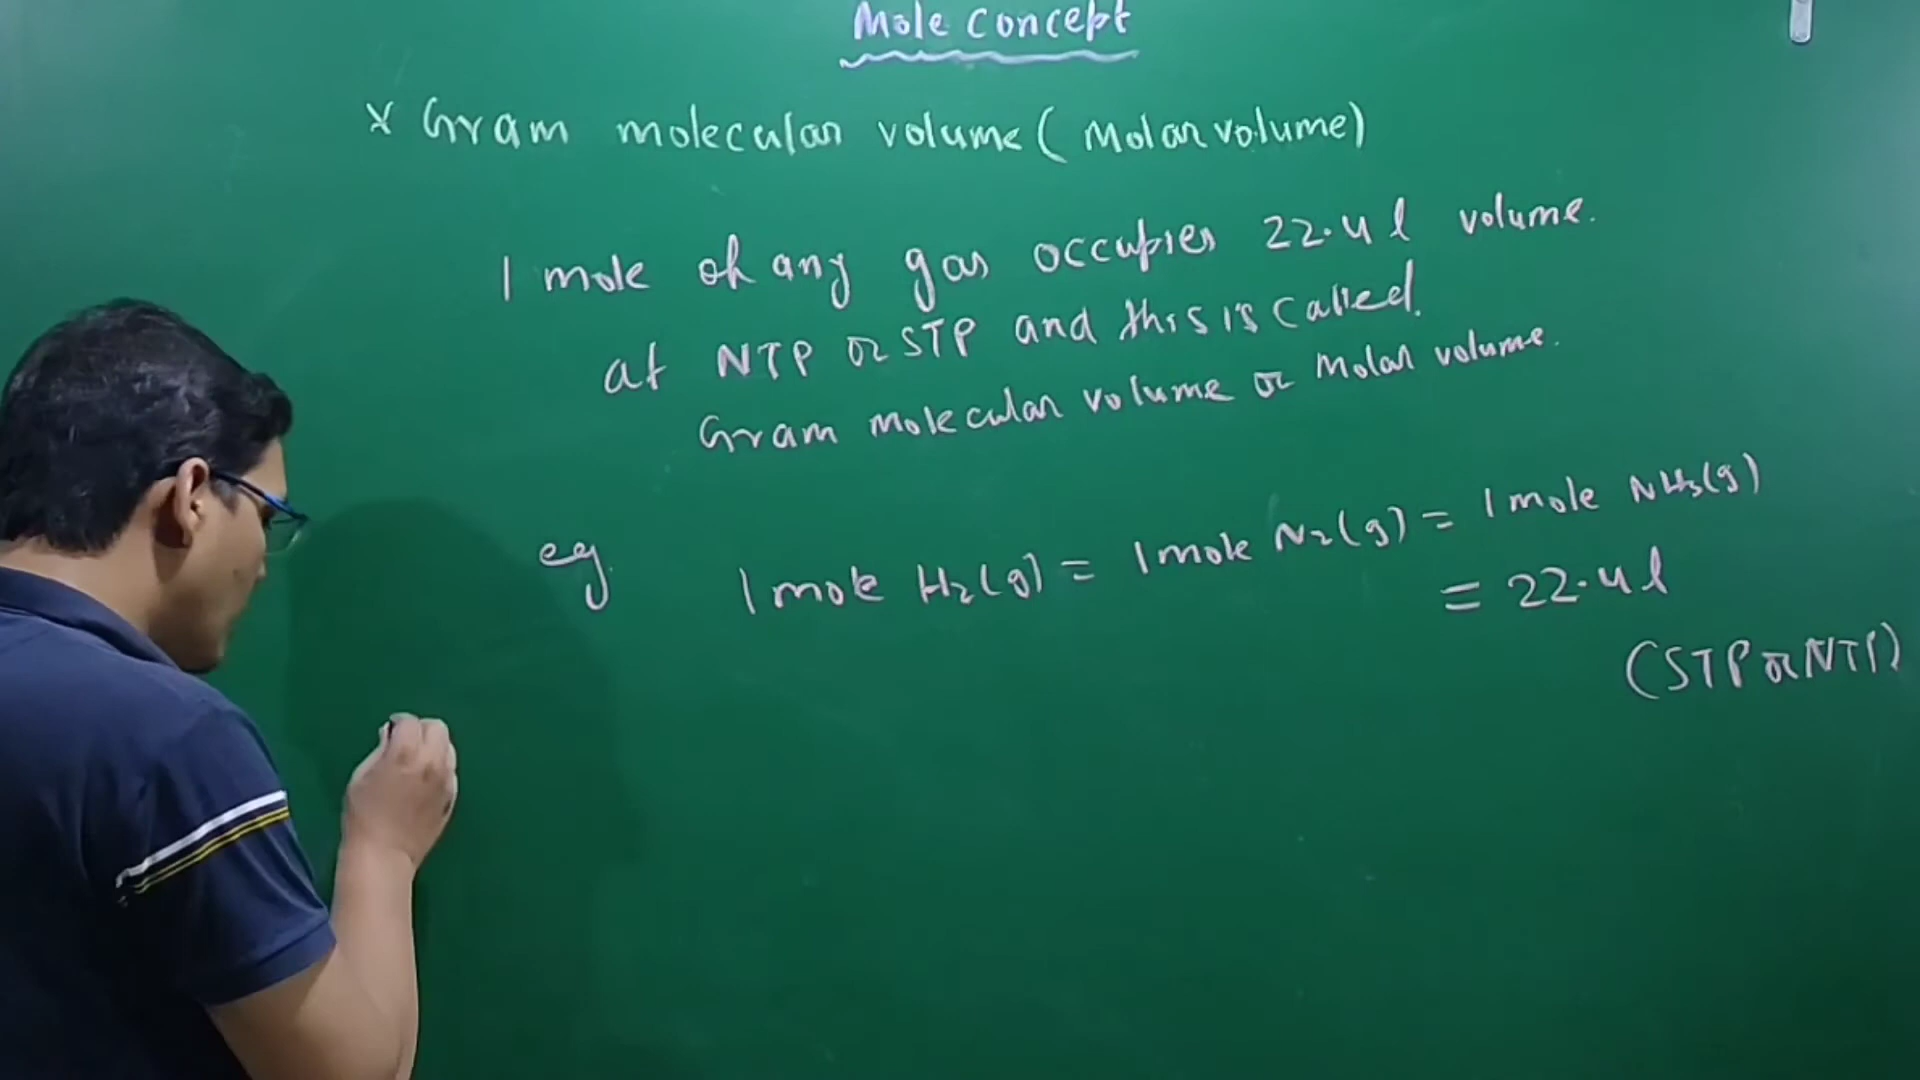 Mole Concept
x Gram molecular volume (Molar volume)
1 mole of any gas occupies 22.4 l volume.
at NTP or STP and this is called.
Gram molecular volume or Molar volume.
eg. 1 mole H₂(g) = 1 mole N₂(g) = 1 mole NH₃(g)
= 22.4 l
(STP or NTP)